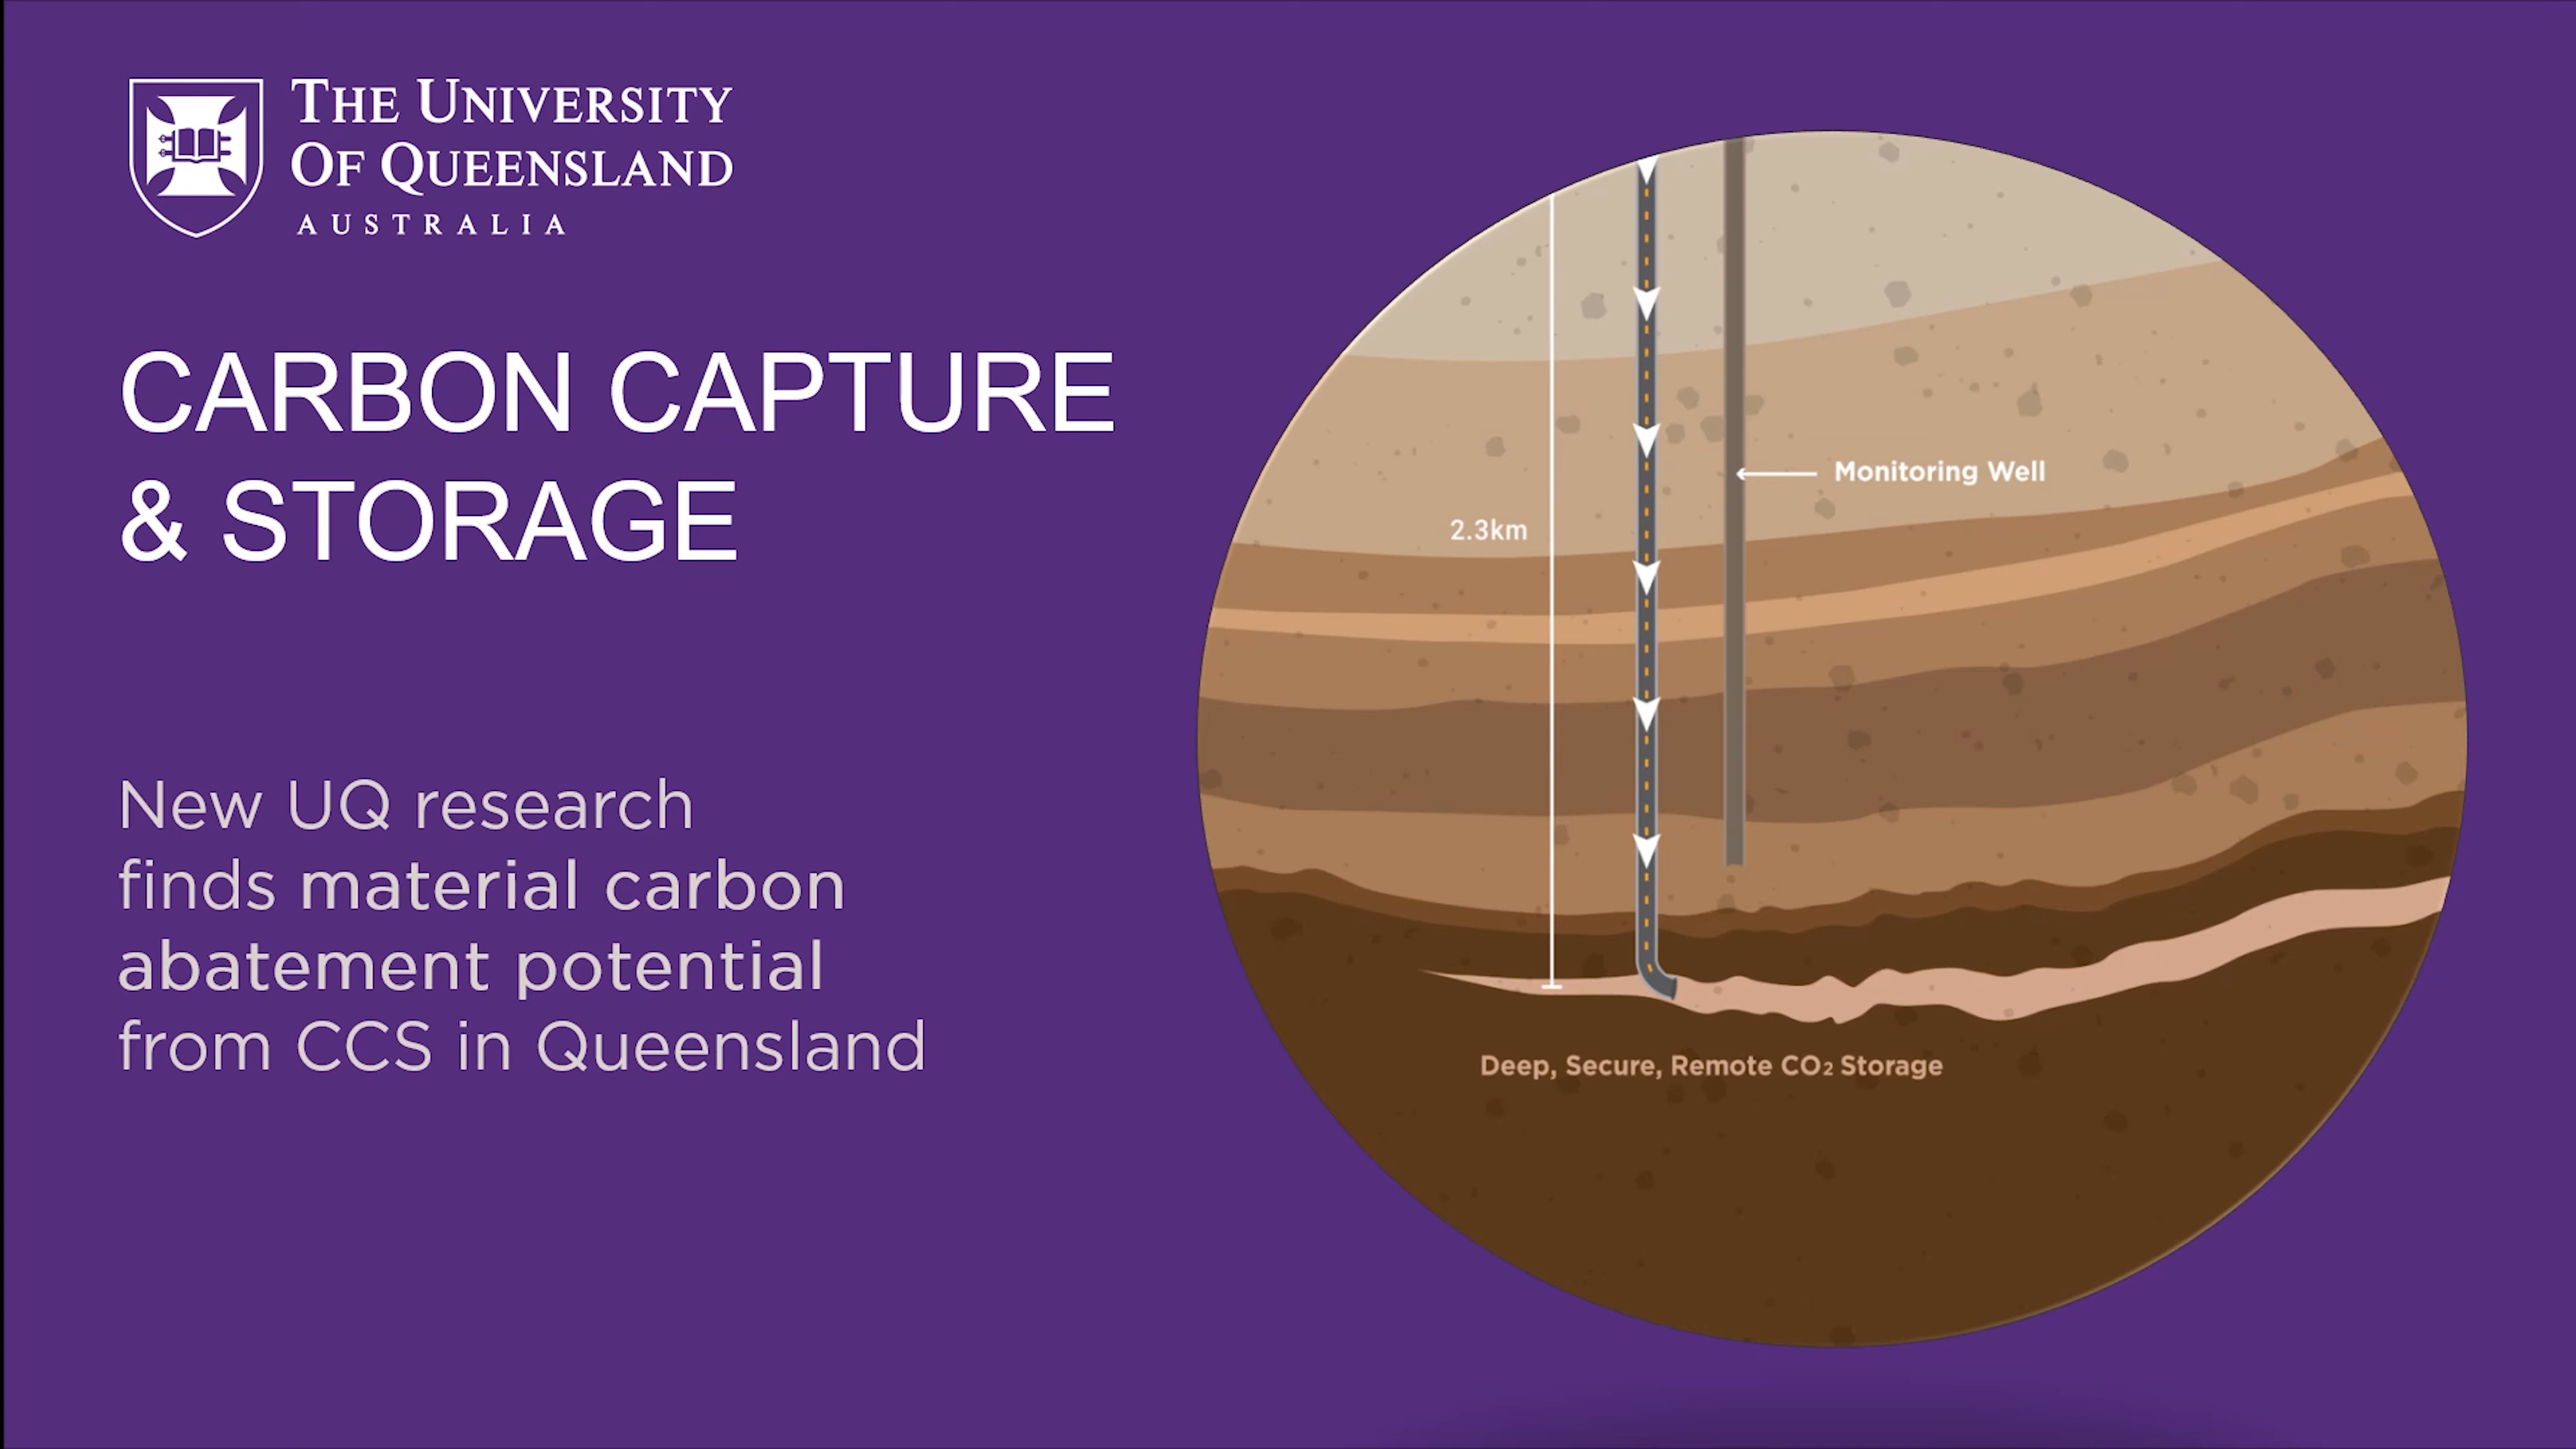 THE UNIVERSITY
OF QUEENSLAND
AUSTRALIA
CARBON CAPTURE
& STORAGE
New UQ research
finds material carbon
abatement potential
from CCS in Queensland
Monitoring Well
2.3km
Deep, Secure, Remote CO₂ Storage